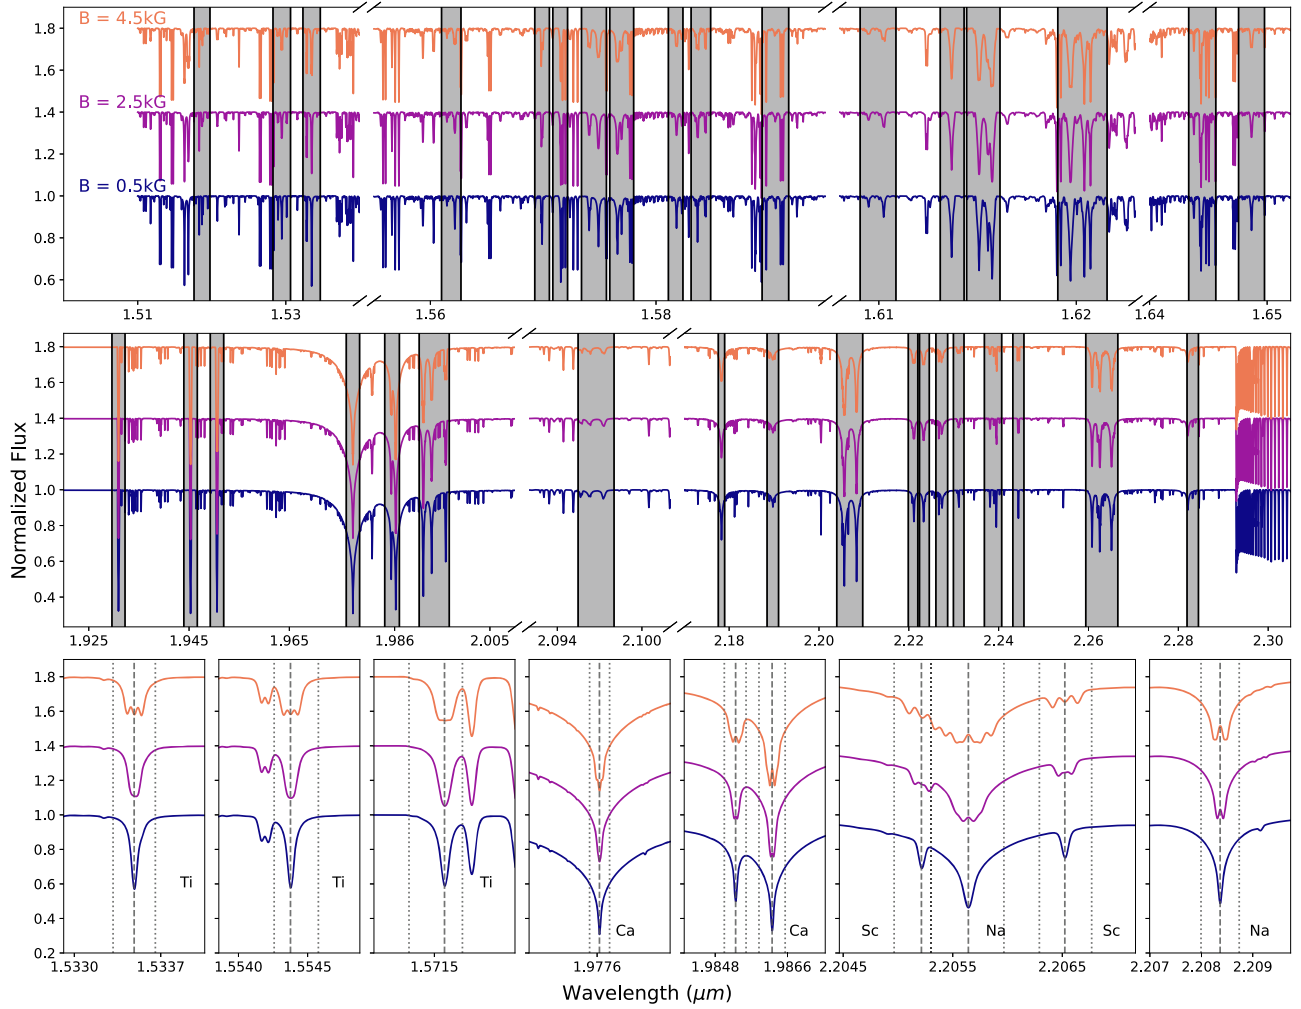 B = 4.5kG
B = 2.5kG
B = 0.5kG
1.8
1.6
1.4
1.2
1.0
0.8
0.6
1.51 1.53 1.56 1.58 1.61 1.62 1.64 1.65
Normalized Flux
1.8
1.6
1.4
1.2
1.0
0.8
0.6
0.4
1.925 1.945 1.965 1.986 2.005 2.094 2.100 2.18 2.20 2.22 2.24 2.26 2.28 2.30
1.8
1.6
1.4
1.2
1.0
0.8
0.6
0.4
0.2
Ti Ti Ti Ca Ca Sc Na Sc Na
1.5330 1.5337 1.5540 1.5545 1.5715 1.9776 1.9848 1.9866 2.2045 2.2055 2.2065 2.207 2.208 2.209
Wavelength (μm)